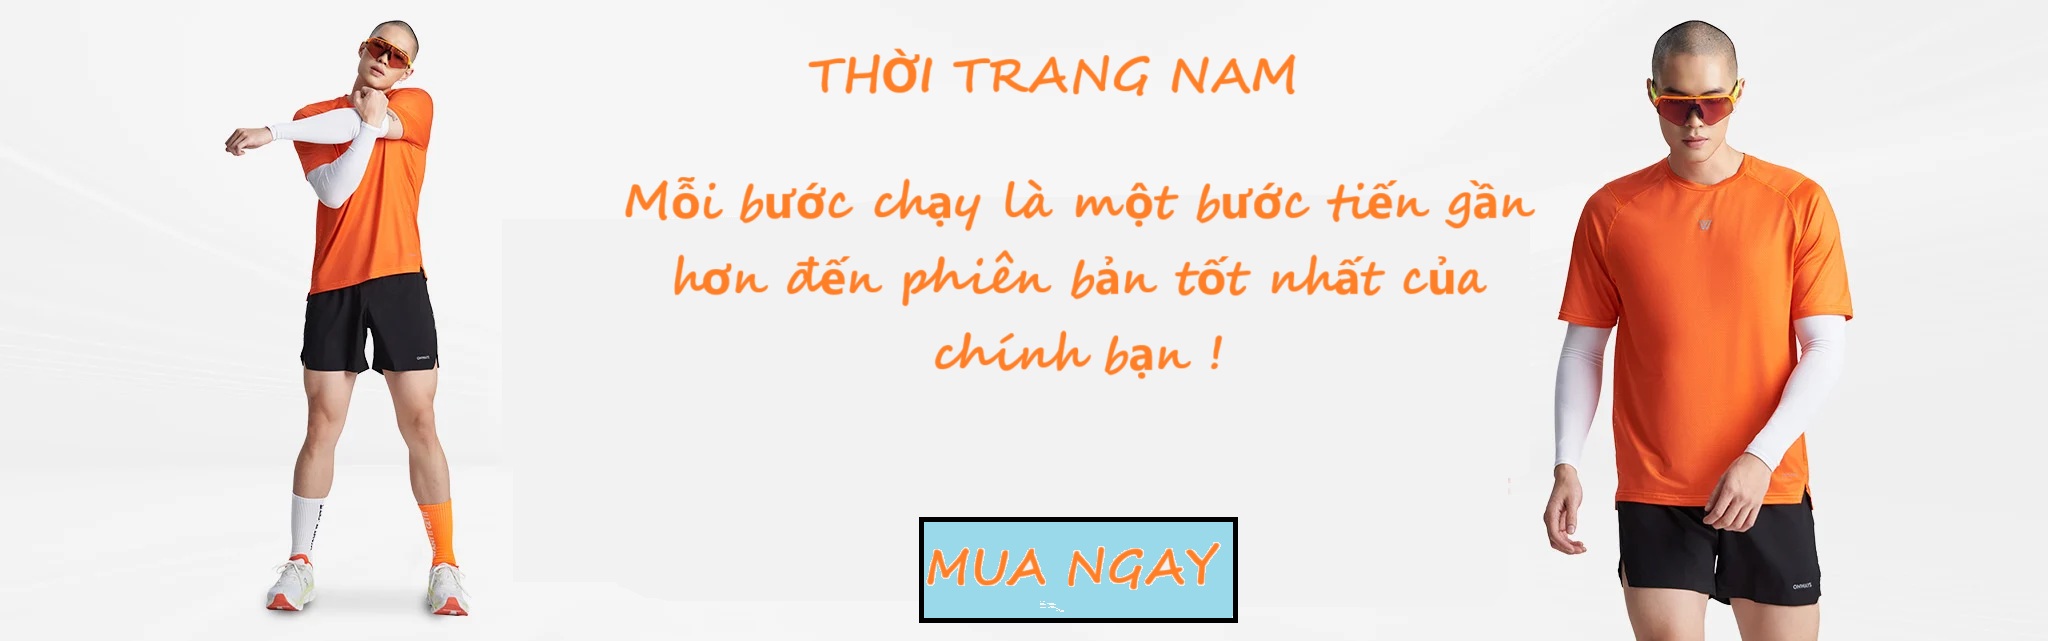 THỜI TRANG NAM
Mỗi bước chạy là một bước tiến gần
hơn đến phiên bản tốt nhất của
chính bạn !
MUA NGAY